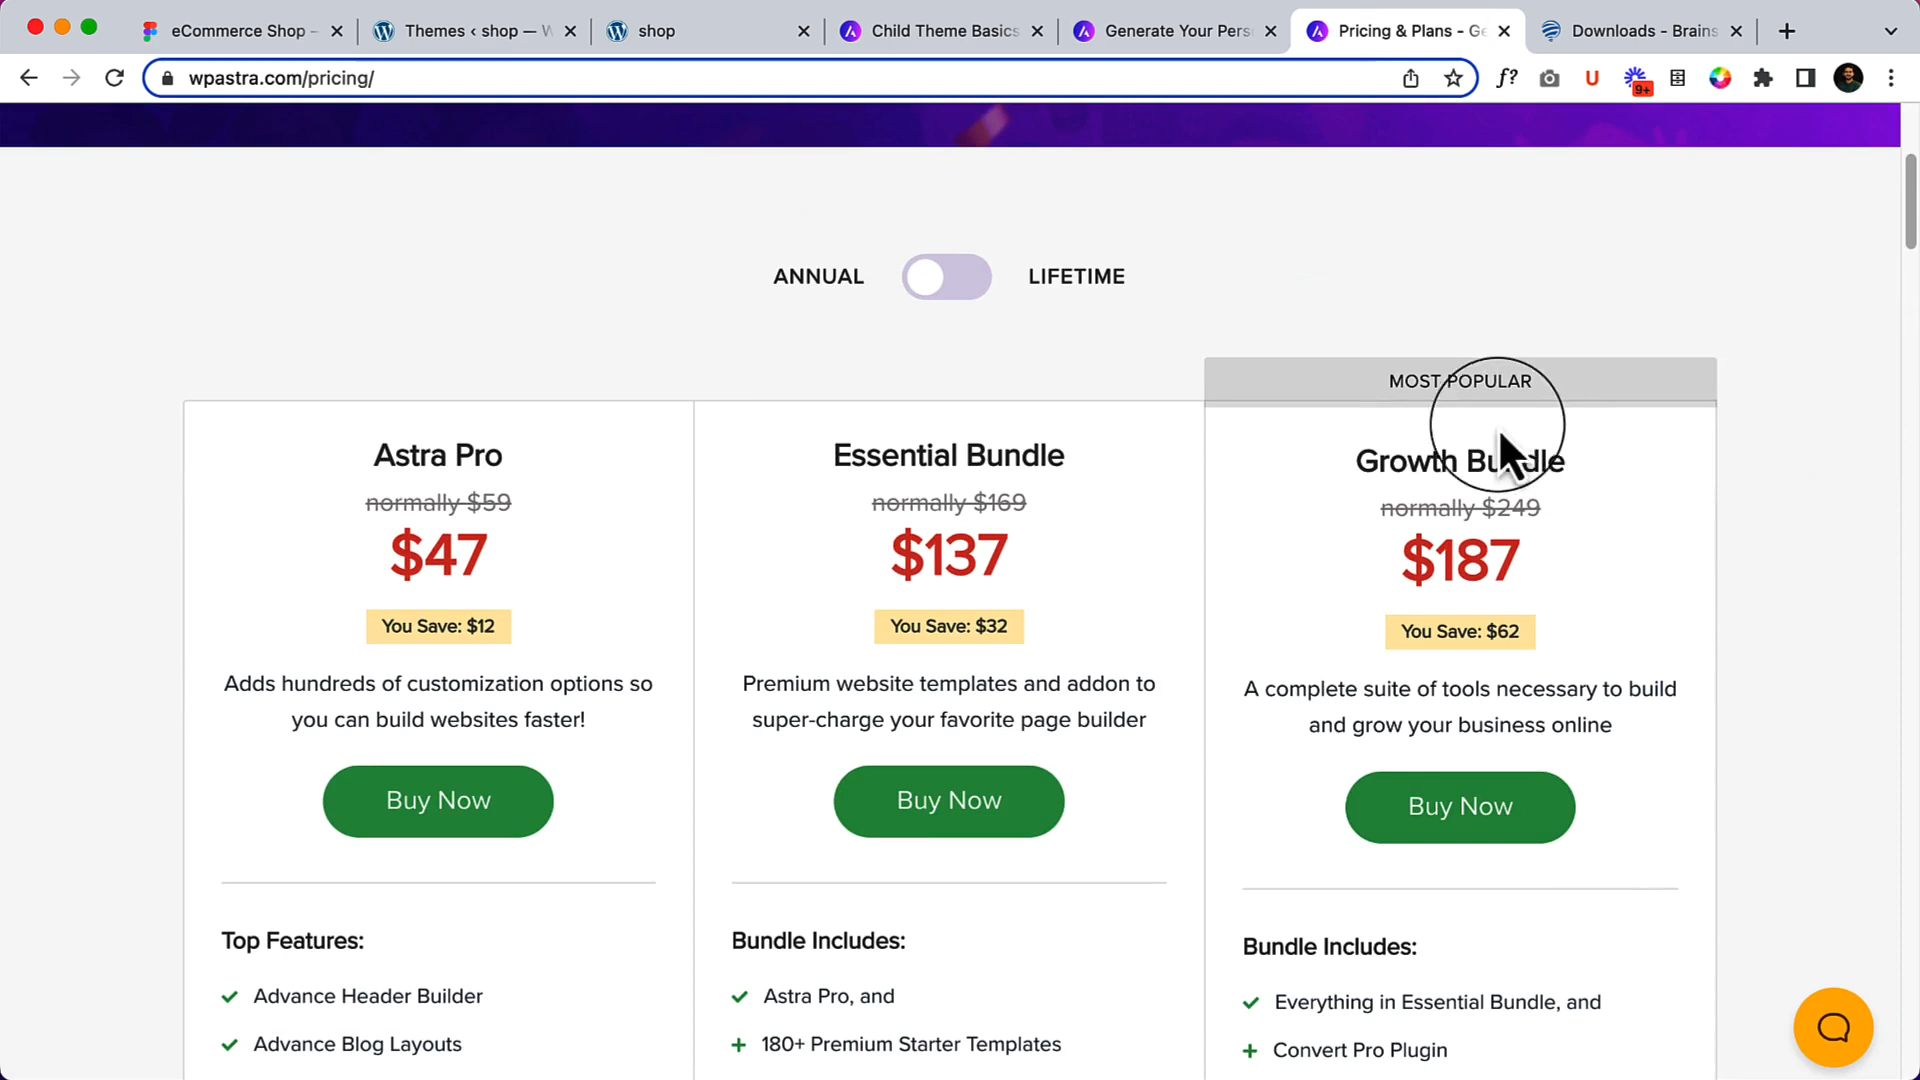 eCommerce Shop –
Themes ‹ shop — W
shop
Child Theme Basics
Generate Your Pers
Pricing & Plans - Ge
Downloads - Brains
wpastra.com/pricing/
f?
U
9+
ANNUAL
LIFETIME
MOST POPULAR
Astra Pro
normally $59
$47
You Save: $12
Adds hundreds of customization options so
you can build websites faster!
Buy Now
Top Features:
Advance Header Builder
Advance Blog Layouts
Essential Bundle
normally $169
$137
You Save: $32
Premium website templates and addon to
super-charge your favorite page builder
Buy Now
Bundle Includes:
Astra Pro, and
180+ Premium Starter Templates
Growth Bundle
normally $249
$187
You Save: $62
A complete suite of tools necessary to build
and grow your business online
Buy Now
Bundle Includes:
Everything in Essential Bundle, and
Convert Pro Plugin